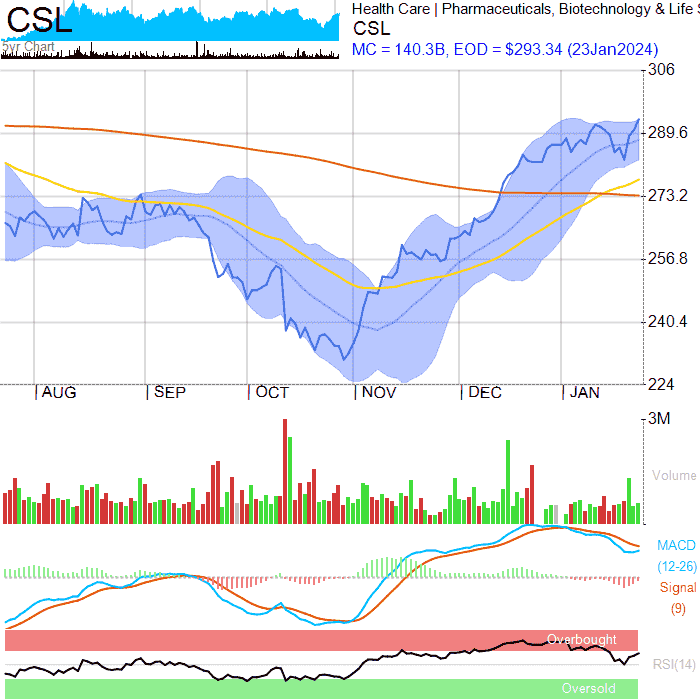 CSL
5yr Chart
Health Care | Pharmaceuticals, Biotechnology & Life S
CSL
MC = 140.3B, EOD = $293.34 (23Jan2024)
306
289.6
273.2
256.8
240.4
224
AUG
SEP
OCT
NOV
DEC
JAN
3M
Volume
MACD
(12-26)
Signal
(9)
Overbought
RSI(14)
Oversold